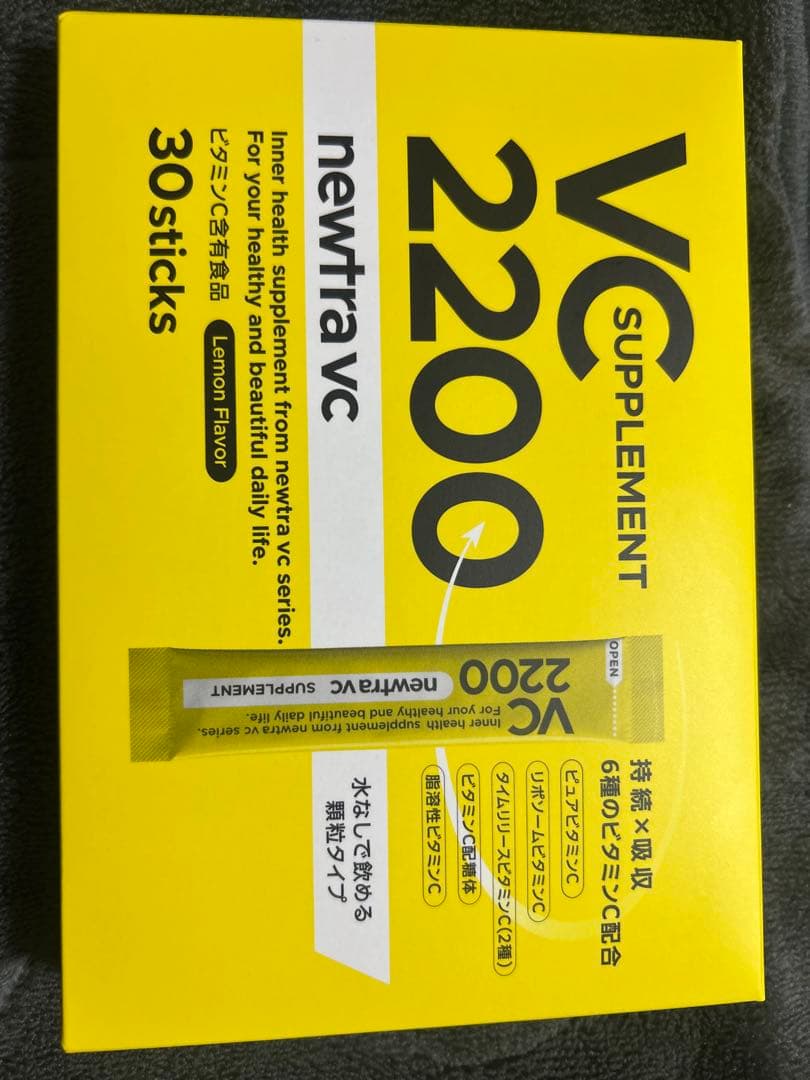 VC
SUPPLEMENT
2200
newtra vc
Inner health supplement from newtra vc series.
For your healthy and beautiful daily life.
ビタミンC含有食品 Lemon Flavor
30 sticks
持続×吸収
6種のビタミンC配合
ピュアビタミンC
リポソームビタミンC
タイムリリースビタミンC(2種)
ビタミンC配糖体
脂溶性ビタミンC
水なしで飲める
顆粒タイプ
OPEN
VC
2200
newtra vc SUPPLEMENT
Inner health supplement from newtra vc series.
For your healthy and beautiful daily life.